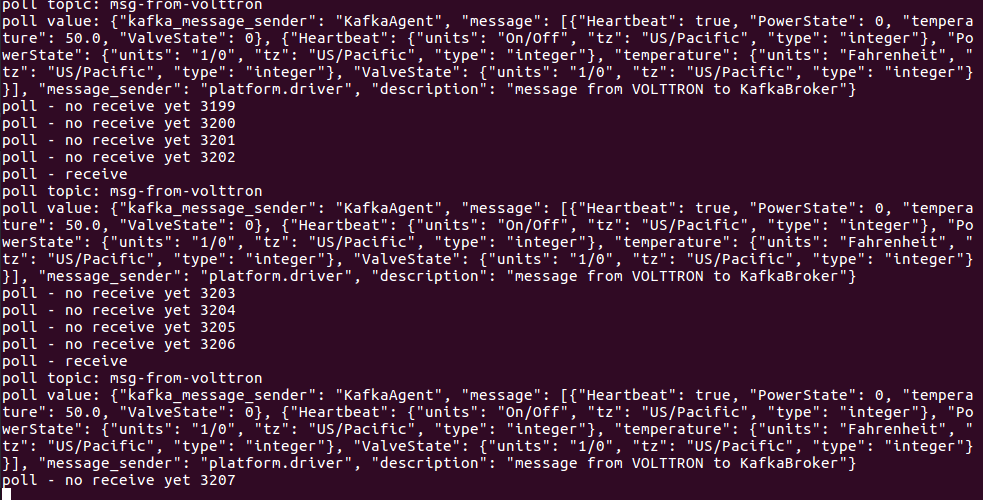 poll topic: msg-from-volttron
poll value: {"kafka_message_sender": "KafkaAgent", "message": [{"Heartbeat": true, "PowerState": 0, "tempera
ture": 50.0, "ValveState": 0}, {"Heartbeat": {"units": "On/Off", "tz": "US/Pacific", "type": "integer"}, "Po
werState": {"units": "1/0", "tz": "US/Pacific", "type": "integer"}, "temperature": {"units": "Fahrenheit", "
tz": "US/Pacific", "type": "integer"}, "ValveState": {"units": "1/0", "tz": "US/Pacific", "type": "integer"}
}], "message_sender": "platform.driver", "description": "message from VOLTTRON to KafkaBroker"}
poll - no receive yet 3199
poll - no receive yet 3200
poll - no receive yet 3201
poll - no receive yet 3202
poll - receive
poll topic: msg-from-volttron
poll value: {"kafka_message_sender": "KafkaAgent", "message": [{"Heartbeat": true, "PowerState": 0, "tempera
ture": 50.0, "ValveState": 0}, {"Heartbeat": {"units": "On/Off", "tz": "US/Pacific", "type": "integer"}, "Po
werState": {"units": "1/0", "tz": "US/Pacific", "type": "integer"}, "temperature": {"units": "Fahrenheit", "
tz": "US/Pacific", "type": "integer"}, "ValveState": {"units": "1/0", "tz": "US/Pacific", "type": "integer"}
}], "message_sender": "platform.driver", "description": "message from VOLTTRON to KafkaBroker"}
poll - no receive yet 3203
poll - no receive yet 3204
poll - no receive yet 3205
poll - no receive yet 3206
poll - receive
poll topic: msg-from-volttron
poll value: {"kafka_message_sender": "KafkaAgent", "message": [{"Heartbeat": true, "PowerState": 0, "tempera
ture": 50.0, "ValveState": 0}, {"Heartbeat": {"units": "On/Off", "tz": "US/Pacific", "type": "integer"}, "Po
werState": {"units": "1/0", "tz": "US/Pacific", "type": "integer"}, "temperature": {"units": "Fahrenheit", "
tz": "US/Pacific", "type": "integer"}, "ValveState": {"units": "1/0", "tz": "US/Pacific", "type": "integer"}
}], "message_sender": "platform.driver", "description": "message from VOLTTRON to KafkaBroker"}
poll - no receive yet 3207